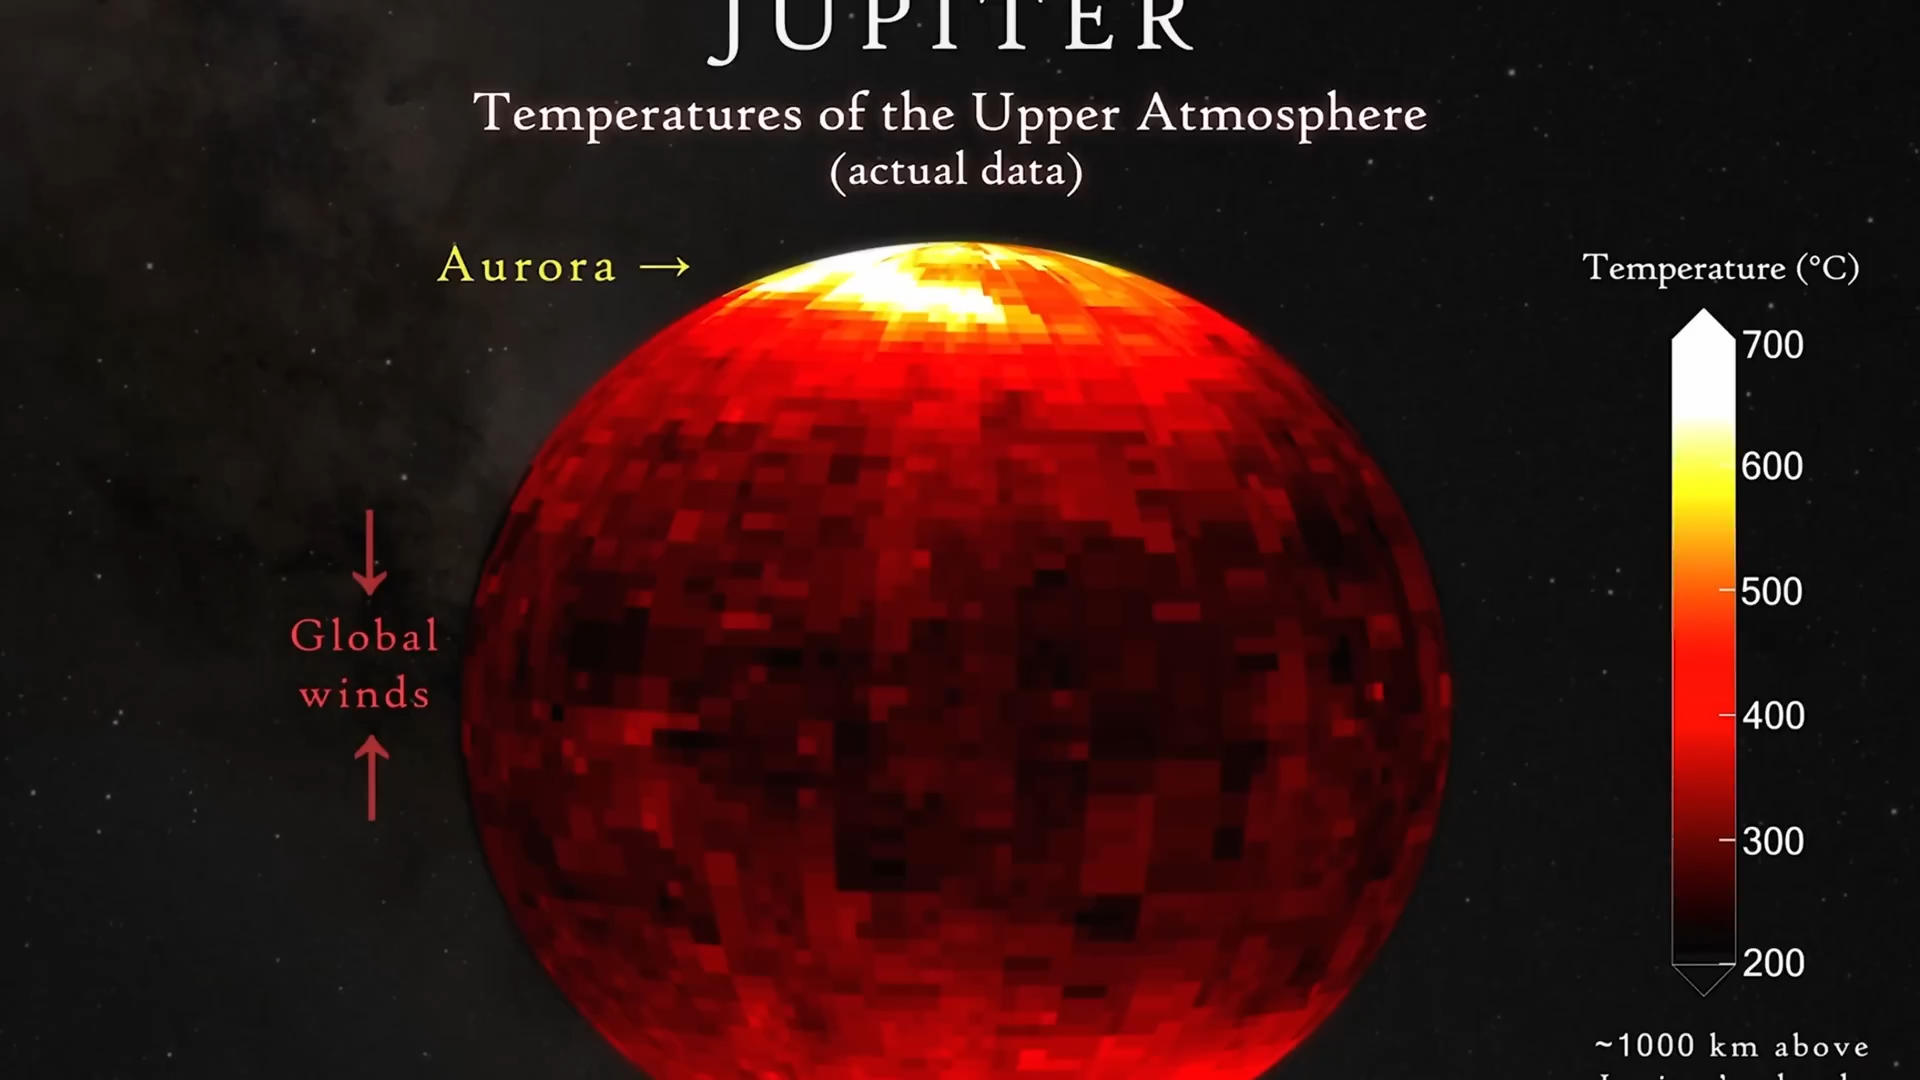 JUPITER
Temperatures of the Upper Atmosphere
(actual data)
Aurora →
Temperature (°C)
700
600
500
400
300
200
Global
winds
~1000 km above